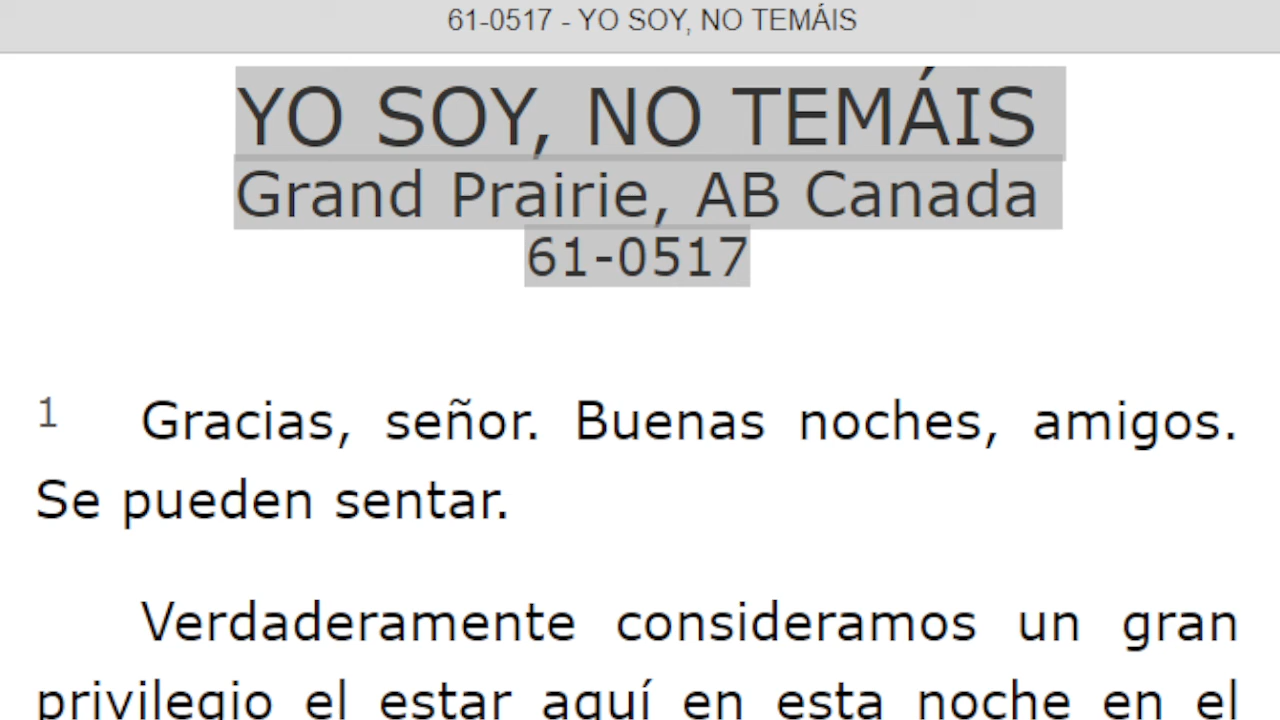 61-0517 - YO SOY, NO TEMÁIS
YO SOY, NO TEMÁIS
Grand Prairie, AB Canada
61-0517
1 Gracias, señor. Buenas noches, amigos.
Se pueden sentar.
Verdaderamente consideramos un gran
privilegio el estar aquí en esta noche en el